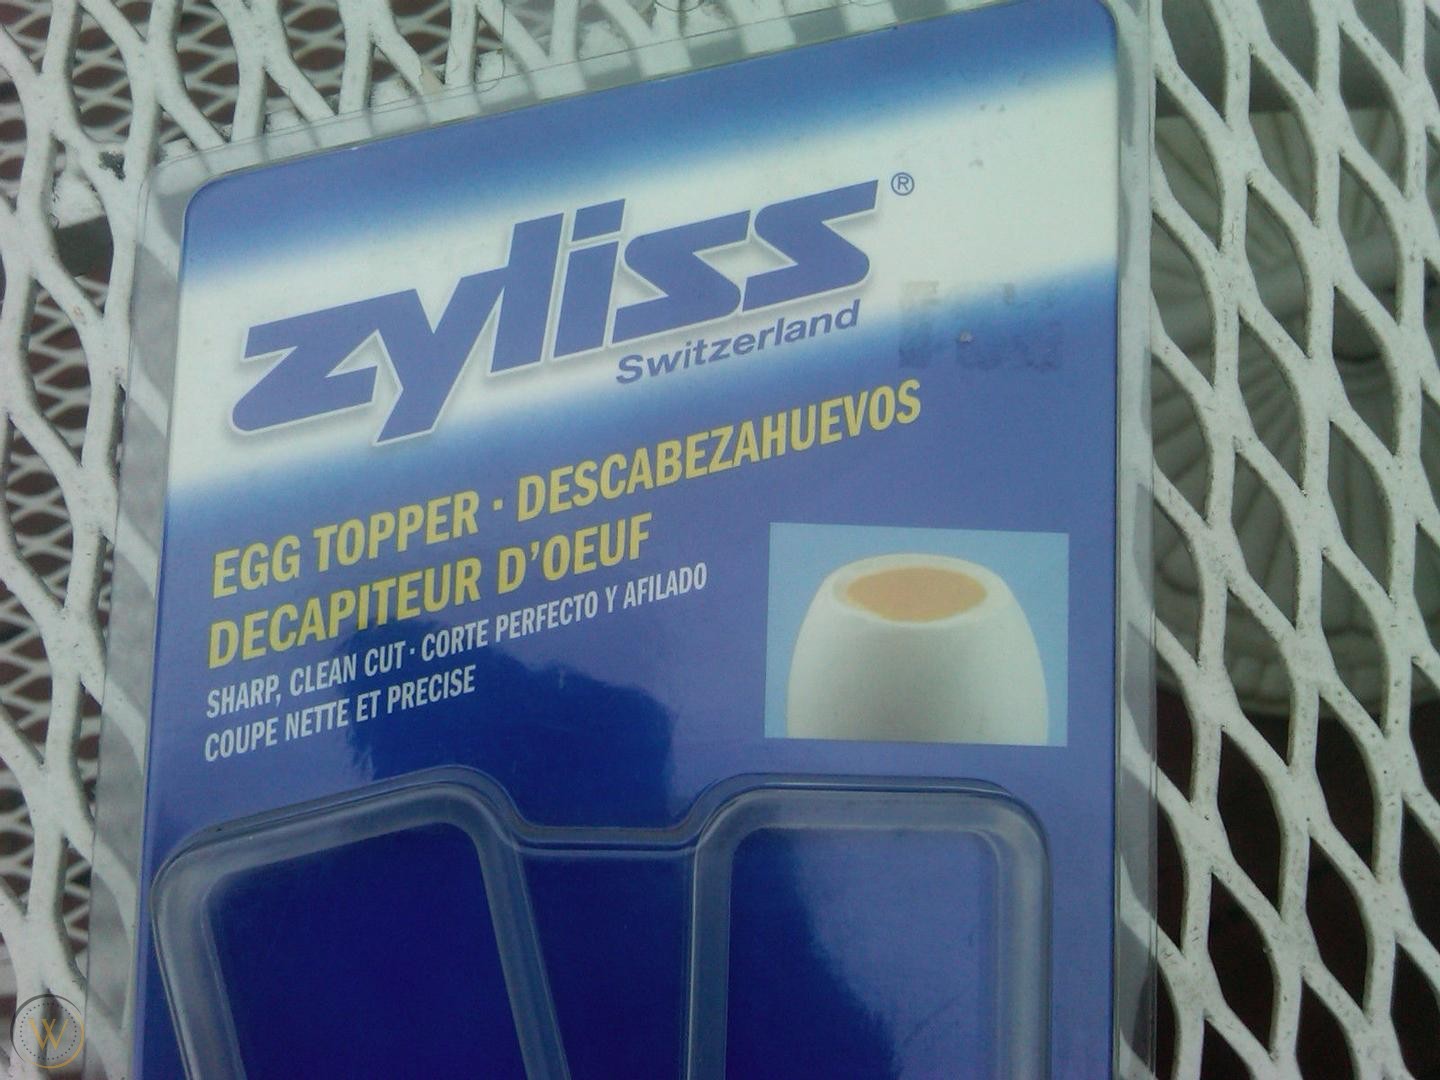 zyliss®
Switzerland
EGG TOPPER · DESCABEZAHUEVOS
DECAPITEUR D'OEUF
SHARP, CLEAN CUT · CORTE PERFECTO Y AFILADO
COUPE NETTE ET PRECISE
W